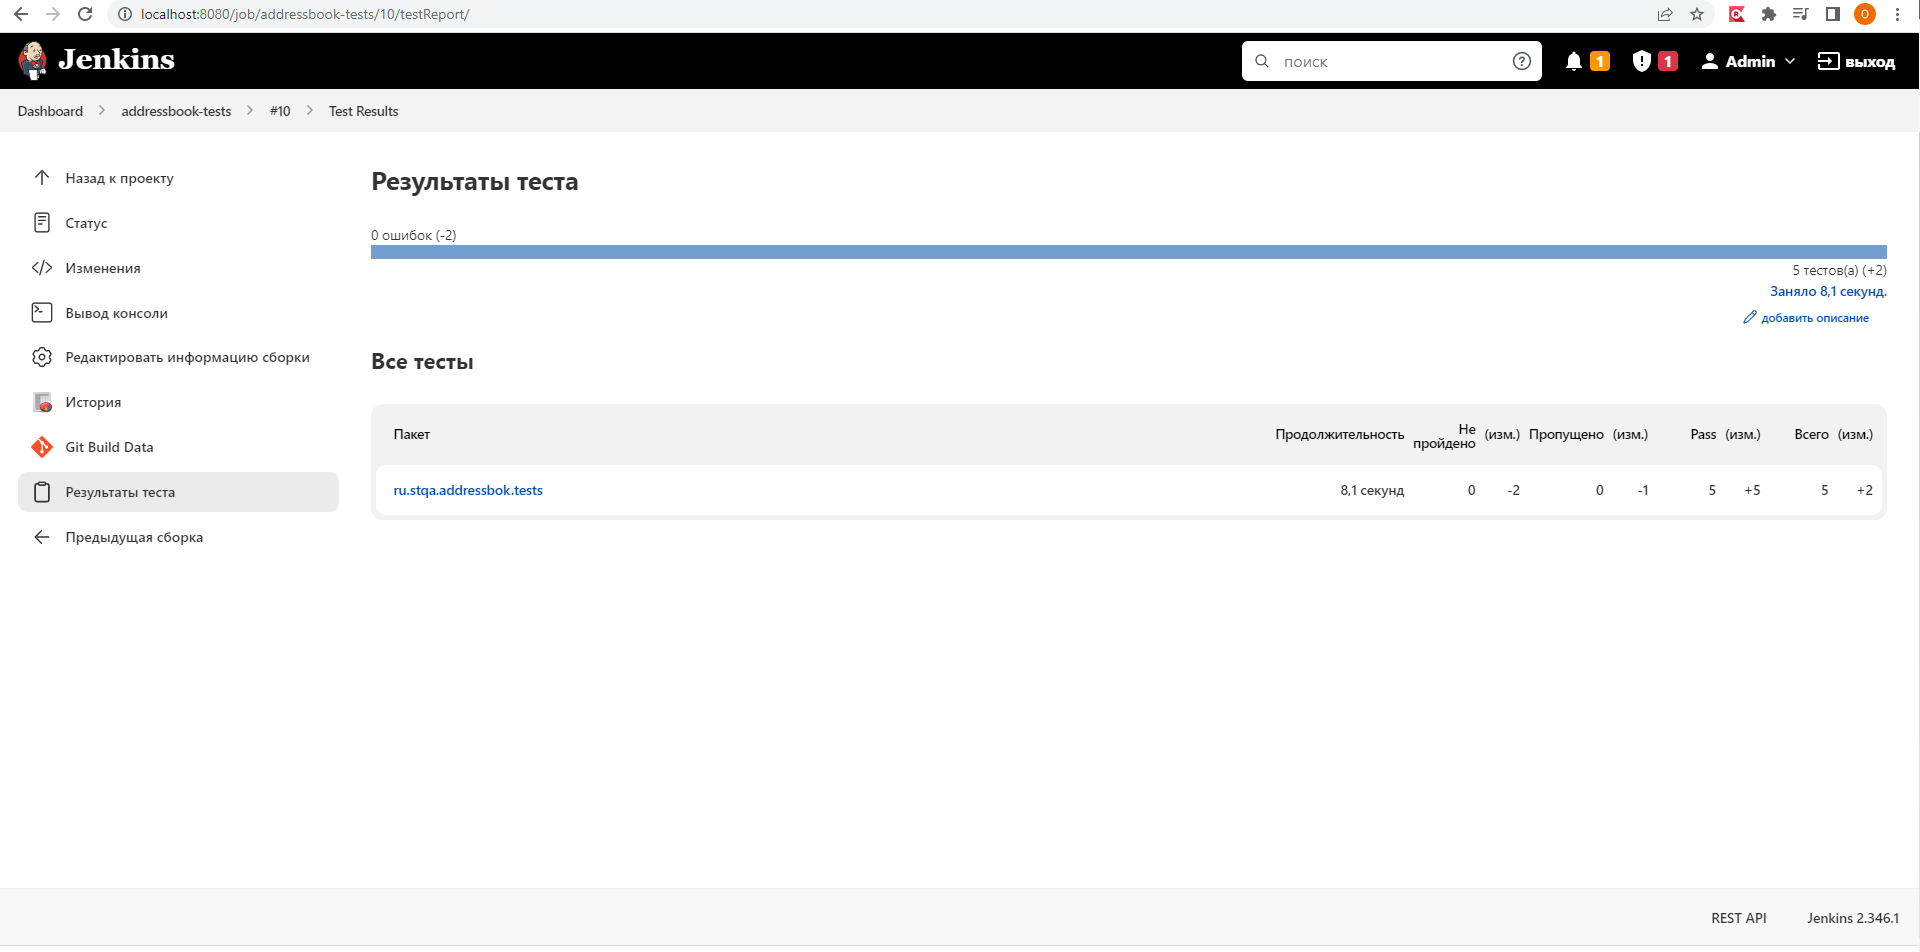 localhost:8080/job/addressbook-tests/10/testReport/
O
Jenkins
поиск
1
1
Admin
выход
Dashboard
addressbook-tests
#10
Test Results
Назад к проекту
Статус
Изменения
Вывод консоли
Редактировать информацию сборки
История
Git Build Data
Результаты теста
Предыдущая сборка
Результаты теста
0 ошибок (-2)
5 тестов(а) (+2)
Заняло 8,1 секунд.
добавить описание
Все тесты
Пакет Продолжительность Не пройдено (изм.) Пропущено (изм.) Pass (изм.) Всего (изм.)
ru.stqa.addressbok.tests 8,1 секунд 0 -2 0 -1 5 +5 5 +2
REST API Jenkins 2.346.1